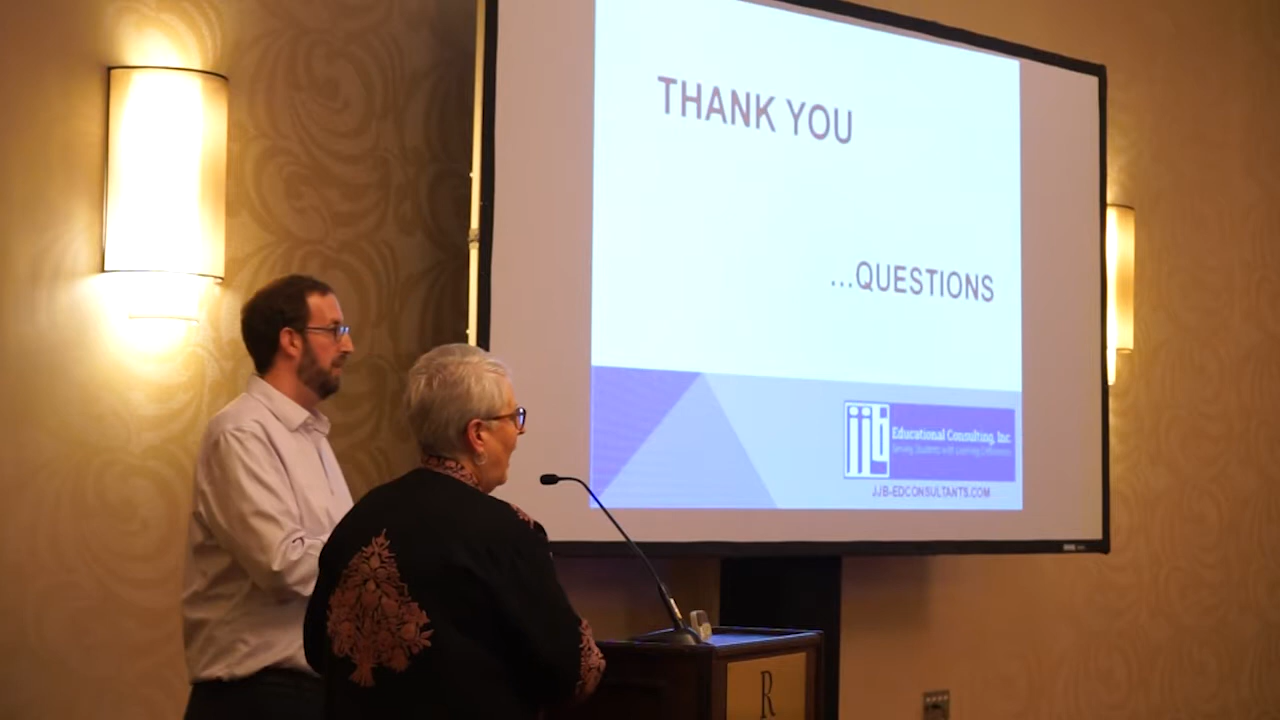 THANK YOU
...QUESTIONS
jjb
Educational Consulting, Inc.
Serving Students with Learning Differences
JJB-EDCONSULTANTS.COM
R